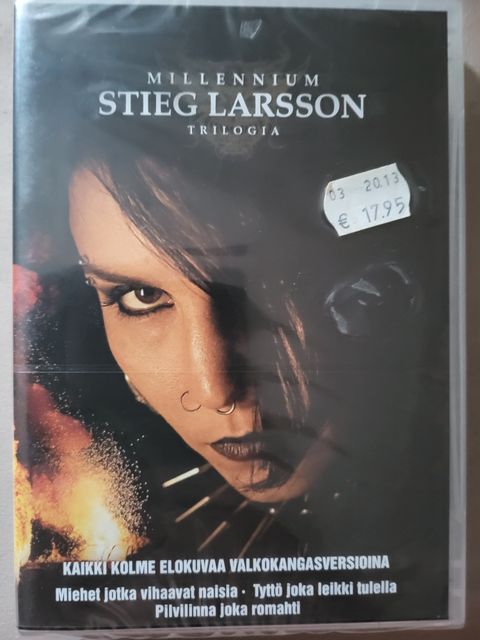 MILLENNIUM
STIEG LARSSON
TRILOGIA
03 20.13
€ 17.95
KAIKKI KOLME ELOKUVAA VALKOKANGASVERSIOINA
Miehet jotka vihaavat naisia · Tyttö joka leikki tulella
Pilvilinna joka romahti